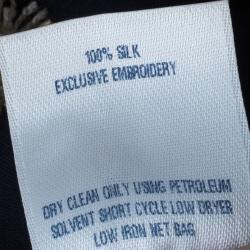 100% SILK
EXCLUSIVE EMBROIDERY
DRY CLEAN ONLY USING PETROLEUM
SOLVENT SHORT CYCLE LOW DRYER
LOW IRON NET BAG